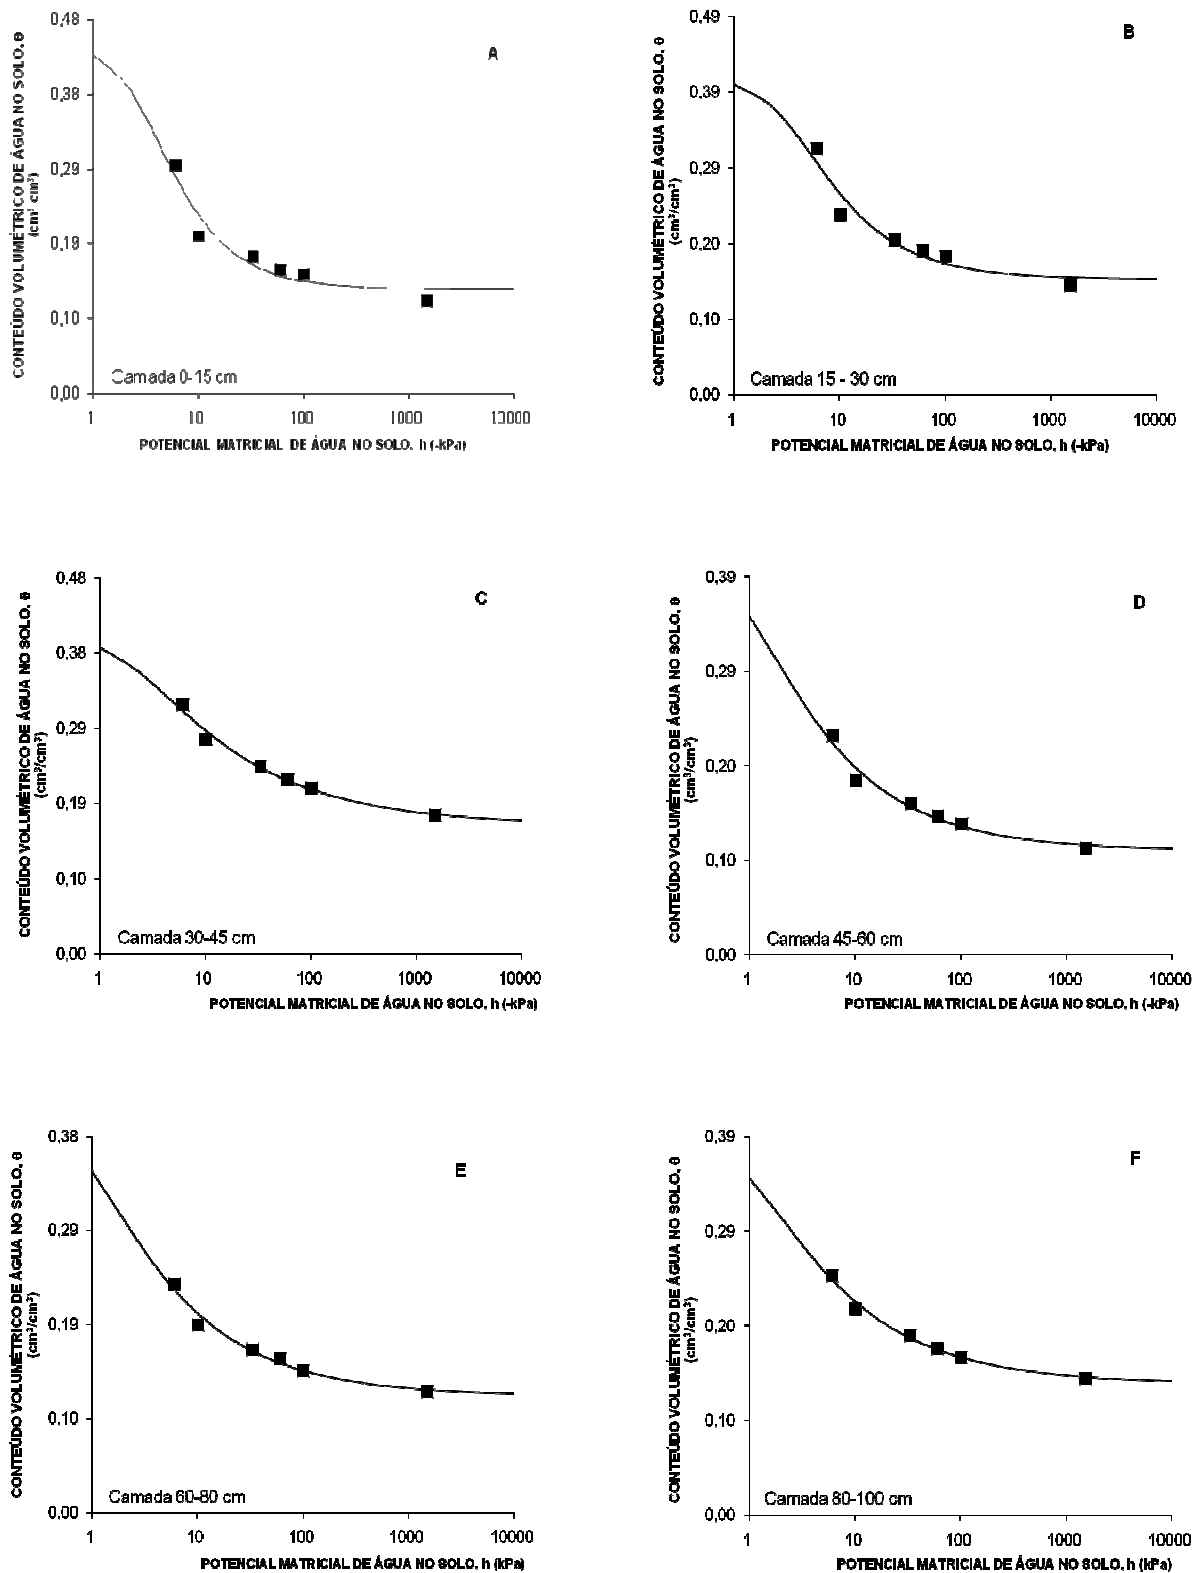 CONTEÚDO VOLUMÉTRICO DE ÁGUA NO SOLO, θ
(cm³ cm³)
0,48
0,38
0,29
0,19
0,10
0,00
A
Camada 0-15 cm
1 10 100 1000 10000
POTENCIAL MATRICIAL DE ÁGUA NO SOLO, h (-kPa)
CONTEÚDO VOLUMÉTRICO DE ÁGUA NO SOLO, θ
(cm³/cm³)
0,49
0,39
0,29
0,20
0,10
0,00
B
Camada 15 - 30 cm
1 10 100 1000 10000
POTENCIAL MATRICIAL DE ÁGUA NO SOLO, h (-kPa)
CONTEÚDO VOLUMÉTRICO DE ÁGUA NO SOLO, θ
(cm³/cm³)
0,48
0,38
0,29
0,19
0,10
0,00
C
Camada 30-45 cm
1 10 100 1000 10000
POTENCIAL MATRICIAL DE ÁGUA NO SOLO, h (-kPa)
CONTEÚDO VOLUMÉTRICO DE ÁGUA NO SOLO, θ
(cm³/cm³)
0,39
0,29
0,20
0,10
0,00
D
Camada 45-60 cm
1 10 100 1000 10000
POTENCIAL MATRICIAL DE ÁGUA NO SOLO, h (-kPa)
CONTEÚDO VOLUMÉTRICO DE ÁGUA NO SOLO, θ
(cm³/cm³)
0,38
0,29
0,19
0,10
0,00
E
Camada 60-80 cm
1 10 100 1000 10000
POTENCIAL MATRICIAL DE ÁGUA NO SOLO, h (kPa)
CONTEÚDO VOLUMÉTRICO DE ÁGUA NO SOLO, θ
(cm³/cm³)
0,39
0,29
0,20
0,10
0,00
F
Camada 80-100 cm
1 10 100 1000 10000
POTENCIAL MATRICIAL DE ÁGUA NO SOLO, h (-kPa)